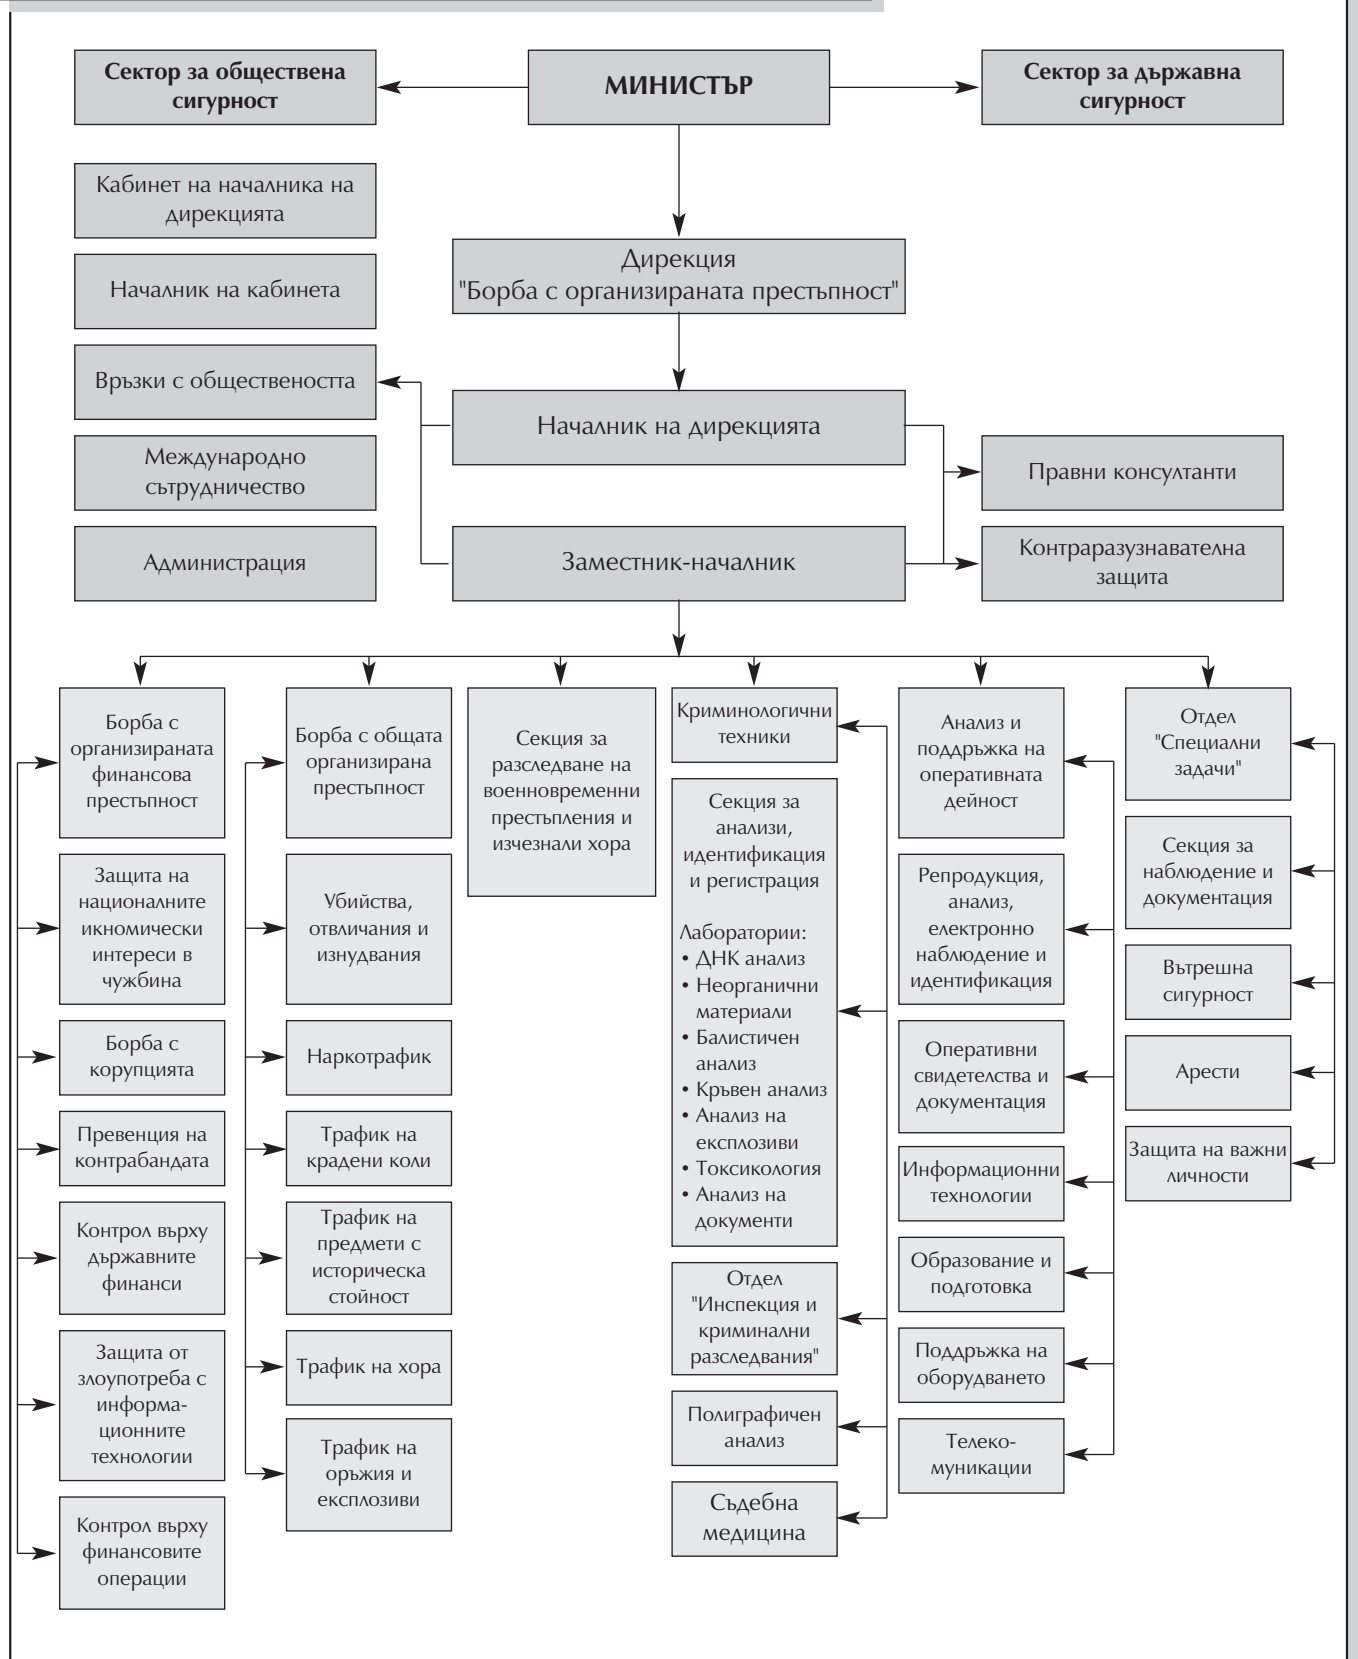 Сектор за обществена
сигурност
МИНИСТЪР
Сектор за държавна
сигурност
Кабинет на началника на
дирекцията
Началник на кабинета
Връзки с обществеността
Международно
сътрудничество
Администрация
Дирекция
"Борба с организираната престъпност"
Началник на дирекцията
Заместник-началник
Правни консултанти
Контраразузнавателна
защита
Борба с
организираната
финансова
престъпност
Защита на
националните
икномически
интереси в
чужбина
Борба с
корупцията
Превенция на
контрабандата
Контрол върху
държавните
финанси
Защита от
злоупотреба с
информа-
ционните
технологии
Контрол върху
финансовите
операции
Борба с общата
организирана
престъпност
Убийства,
отвличания и
изнудвания
Наркотрафик
Трафик на
крадени коли
Трафик на
предмети с
историческа
стойност
Трафик на хора
Трафик на
оръжия и
експлозиви
Секция за
разследване на
военновременни
престъпления и
изчезнали хора
Криминологични
техники
Секция за
анализи,
идентификация
и регистрация
Лаборатории:
• ДНК анализ
• Неорганични
материали
• Балистичен
анализ
• Кръвен анализ
• Анализ на
експлозиви
• Токсикология
• Анализ на
документи
Отдел
"Инспекция и
криминални
разследвания"
Полиграфичен
анализ
Съдебна
медицина
Анализ и
поддръжка на
оперативната
дейност
Репродукция,
анализ,
електронно
наблюдение и
идентификация
Оперативни
свидетелства и
документация
Информационни
технологии
Образование и
подготовка
Поддръжка на
оборудването
Телеко-
муникации
Отдел
"Специални
задачи"
Секция за
наблюдение и
документация
Вътрешна
сигурност
Арести
Защита на важни
личности